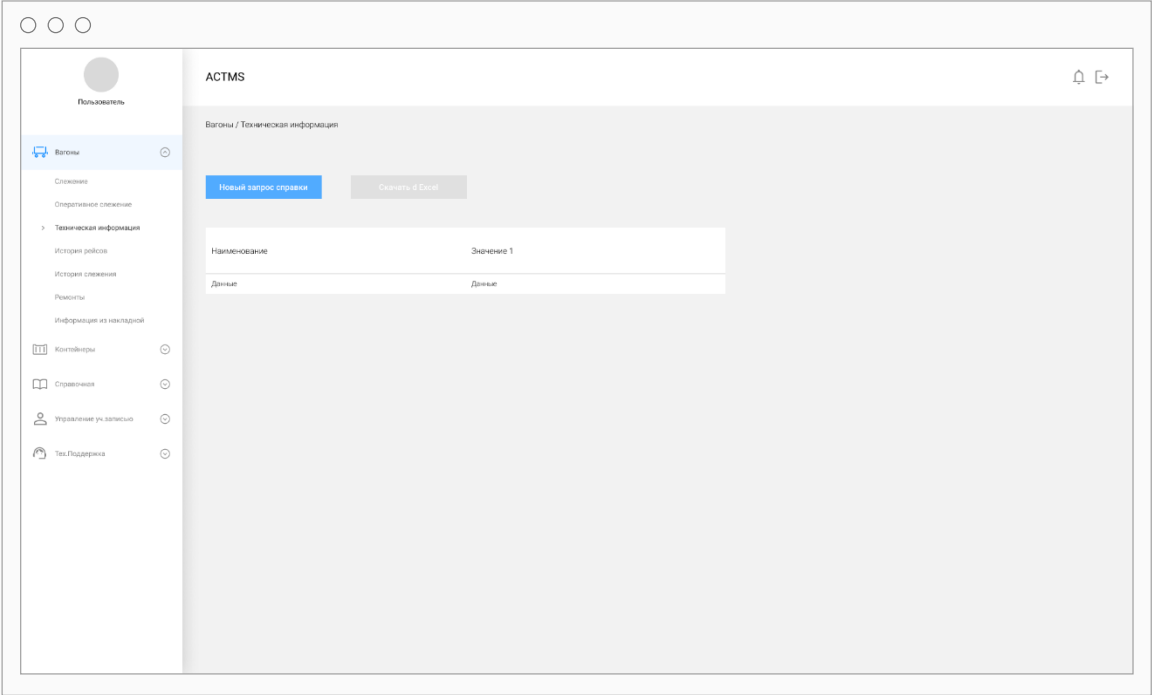 Пользователь
ACTMS
Вагоны / Техническая информация
Вагоны
Слежение
Оперативное слежение
Техническая информация
История рейсов
История слежения
Ремонты
Информация из накладной
Контейнеры
Справочная
Управление уч.записью
Тех.Поддержка
Новый запрос справки
Скачать в Excel
Наименование
Значение 1
Данные
Данные